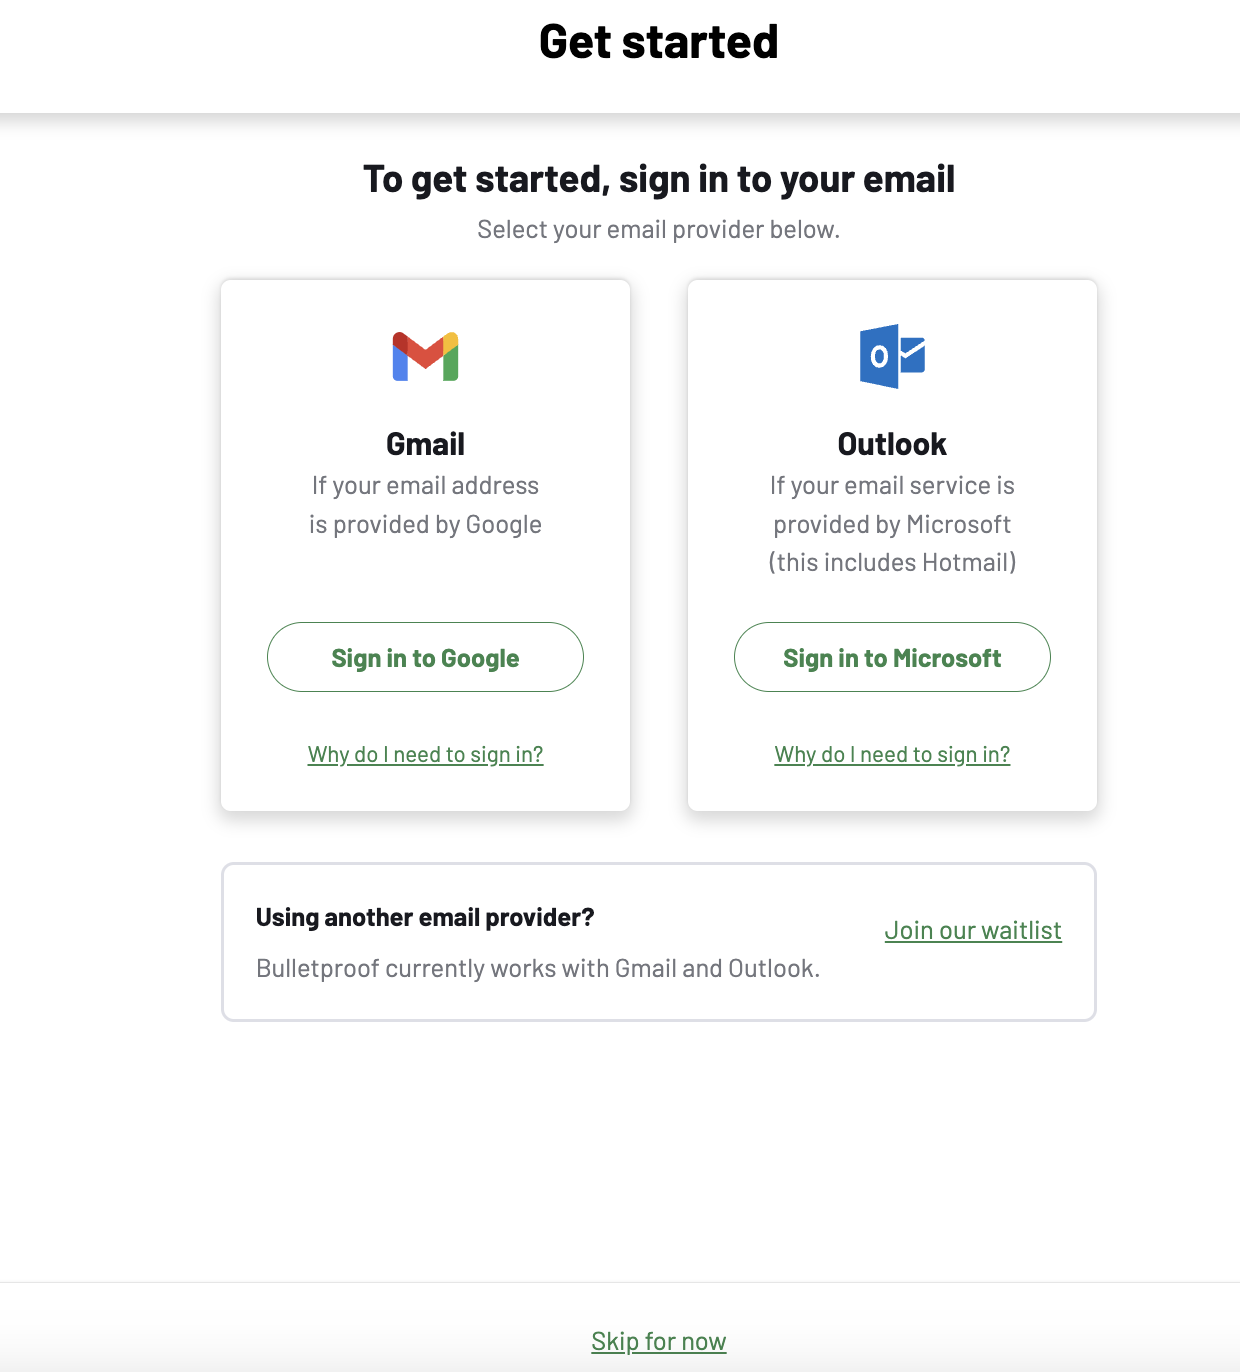 Get started
To get started, sign in to your email
Select your email provider below.
Gmail
If your email address
is provided by Google
Sign in to Google
Why do I need to sign in?
Outlook
If your email service is
provided by Microsoft
(this includes Hotmail)
Sign in to Microsoft
Why do I need to sign in?
Using another email provider?
Bulletproof currently works with Gmail and Outlook.
Join our waitlist
Skip for now